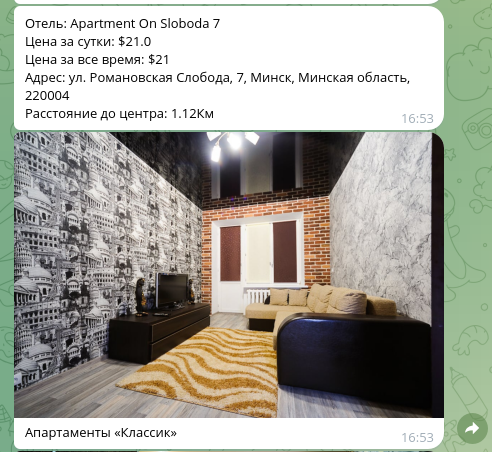 Отель: Apartment On Sloboda 7
Цена за сутки: $21.0
Цена за все время: $21
Адрес: ул. Романовская Слобода, 7, Минск, Минская область,
220004
Расстояние до центра: 1.12Км
16:53
Апартаменты «Классик»
16:53